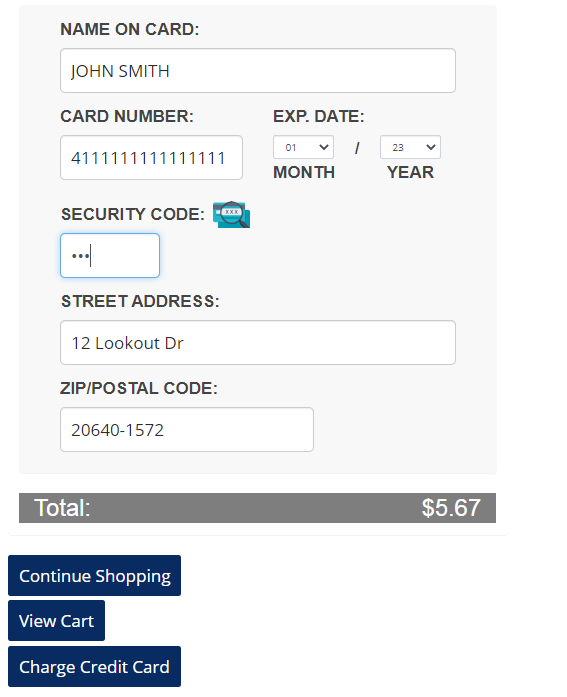 NAME ON CARD:
JOHN SMITH
CARD NUMBER: EXP. DATE:
4111111111111111 01 / 23
MONTH YEAR
SECURITY CODE: XXX
•••
STREET ADDRESS:
12 Lookout Dr
ZIP/POSTAL CODE:
20640-1572
Total: $5.67
Continue Shopping
View Cart
Charge Credit Card